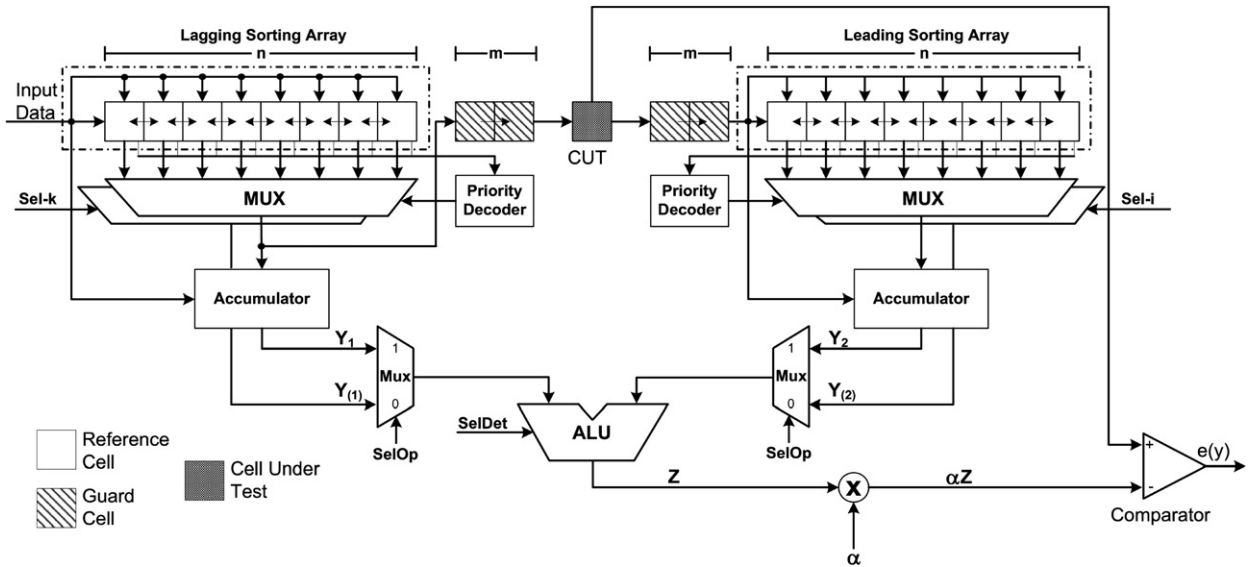 Lagging Sorting Array
Leading Sorting Array
n
m
m
n
Input
Data
CUT
MUX
Priority
Decoder
Priority
Decoder
MUX
Sel-k
Sel-i
Accumulator
Accumulator
Y₁
1
Y₂
1
Mux
Mux
Y₍₁₎
0
Y₍₂₎
0
SelDet
ALU
SelOp
SelOp
Reference
Cell
Cell Under
Test
Guard
Cell
Z
X
αZ
α
+
-
e(y)
Comparator